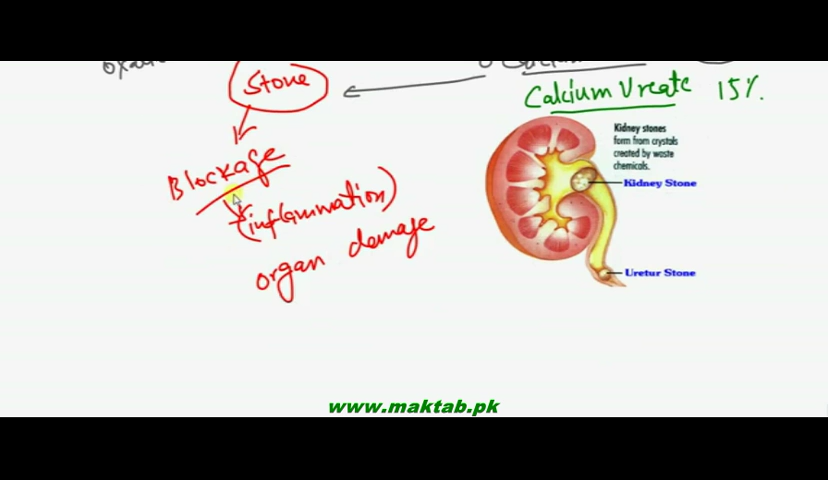 Stone
Calcium Ureate 15%.
Blockage
(inflammation)
organ damage
Kidney stones
form from crystals
created by waste
chemicals.
Kidney Stone
Uretur Stone
www.maktab.pk